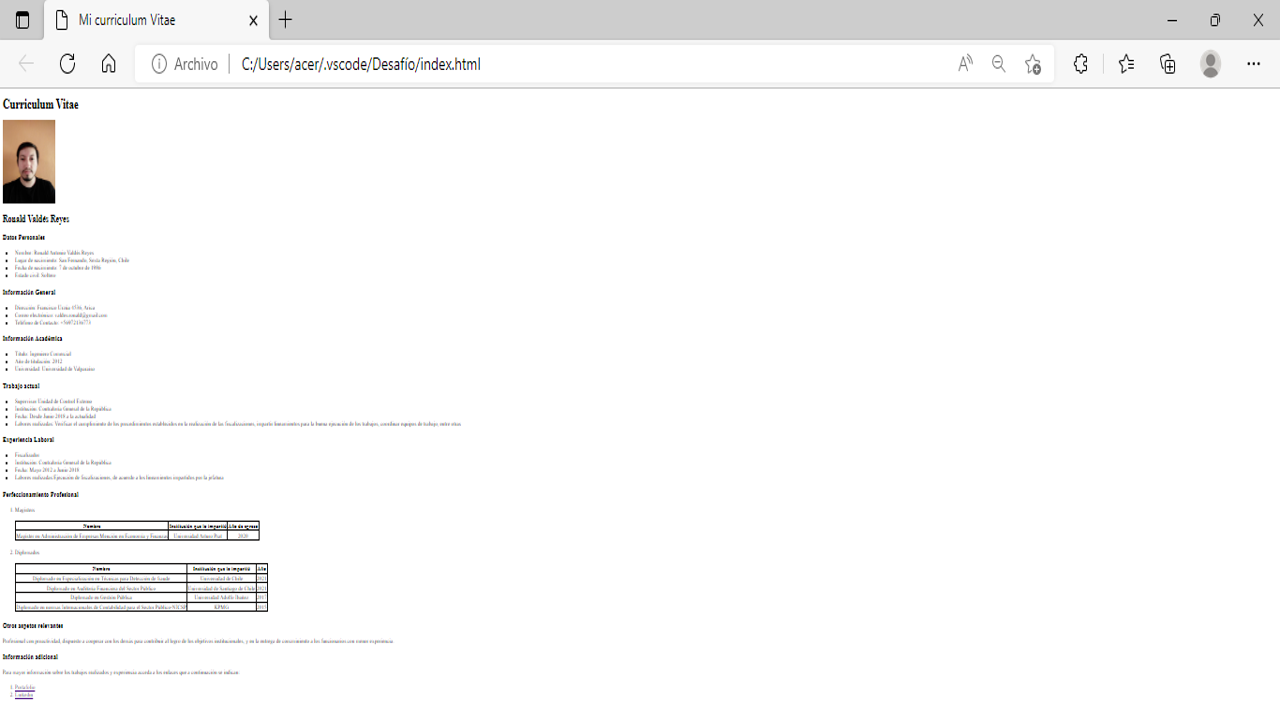 Mi curriculum Vitae
Archivo
C:/Users/acer/.vscode/Desafío/index.html
Curriculum Vitae
Ronald Valdés Reyes
Datos Personales
Nombre: Ronald Valdés Reyes
Lugar de nacimiento: San Fernando, Sexta Región, Chile
Fecha de nacimiento: 7 de octubre de 1986
Estado civil: Soltero
Información General
Dirección: Francisco Urzúa Arica
Correo electrónico: valdes.ronald@gmail.com
Teléfono de Contacto:
Información Académica
Título: Ingeniero Comercial
Año de titulación: 2012
Universidad: Universidad de Valparaíso
Trabajo actual
Supervisor Unidad de Control Externo
Institución: Contraloría General de la República
Fecha: Desde Junio 2018 a la actualidad
Labores realizadas: Verificar el cumplimiento de los procedimientos establecidos en la realización de las fiscalizaciones, impartir lineamientos para la buena ejecución de los trabajos, coordinar equipos de trabajo, entre otras.
Experiencia Laboral
Fiscalizador
Institución: Contraloría General de la República
Fecha: Mayo 2012 a Junio 2018
Labores realizadas:Ejecución de fiscalizaciones, de acuerdo a los lineamientos impartidos por la jefatura
Perfeccionamiento Profesional
1. Magíster:
Nombre Institución que lo impartió Año de egreso
Magíster en Administración de Empresas Mención en Economía y Finanzas Universidad Arturo Prat 2020
2. Diplomados
Nombre Institución que lo impartió Año
Diplomado en Especialización en Técnicas para Detección de fraude Universidad de Chile 2021
Diplomado en Auditoría Financiera del Sector Público Universidad de Santiago de Chile 2021
Diplomado en Gestión Pública Universidad Adolfo Ibáñez 2017
Diplomado en normas Internacionales de Contabilidad para el Sector Público NICSP KPMG 2015
Otros aspetos relevantes
Profesional con proactividad, dispuesto a cooperar con los demás para contribuir al logro de los objetivos institucionales, y en la entrega de conocimiento a los funcionarios con menos experiencia.
Información adicional
Para mayor información sobre los trabajos realizados y experiencia acceda a los enlaces que a continuación se indican:
1. Portafolio
2. Linkedin